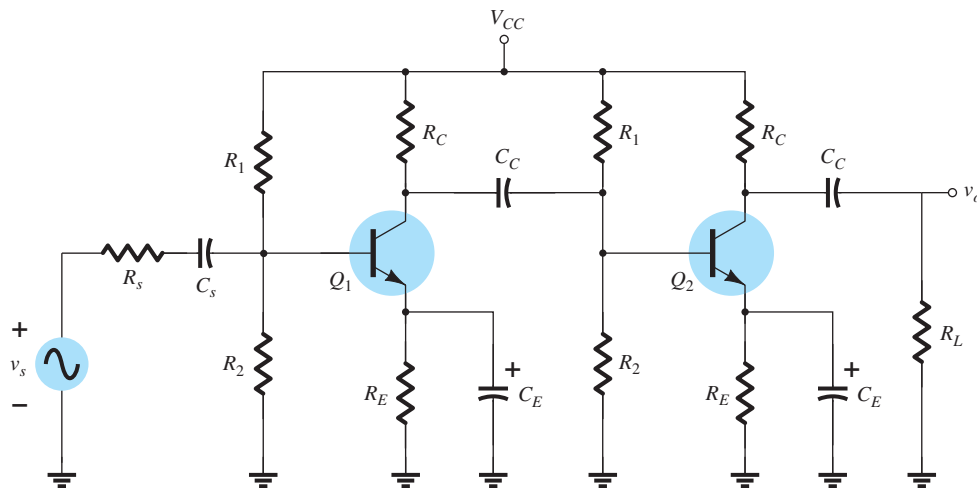 V_CC
R_1
R_C
C_C
R_1
R_C
C_C
v_o
R_s
C_s
Q_1
Q_2
+
v_s
−
R_2
R_E
+
C_E
R_2
R_E
+
C_E
R_L